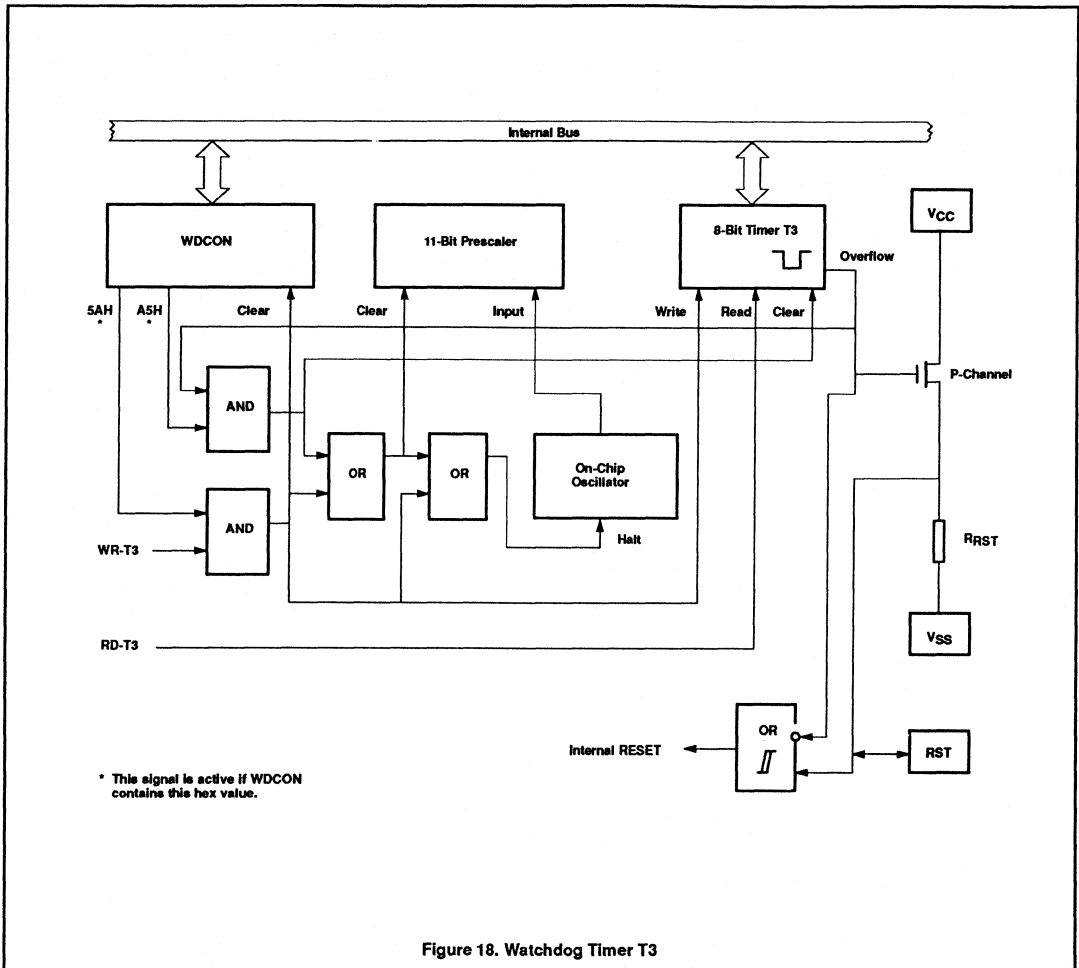 Internal Bus
WDCON
11-Bit Prescaler
8-Bit Timer T3
VCC
Overflow
5AH
*
A5H
*
Clear
Clear
Input
Write
Read
Clear
P-Channel
AND
OR
OR
On-Chip
Oscillator
AND
Halt
RRST
WR-T3
RD-T3
VSS
OR
Internal RESET
RST
* This signal is active if WDCON
contains this hex value.
Figure 18. Watchdog Timer T3